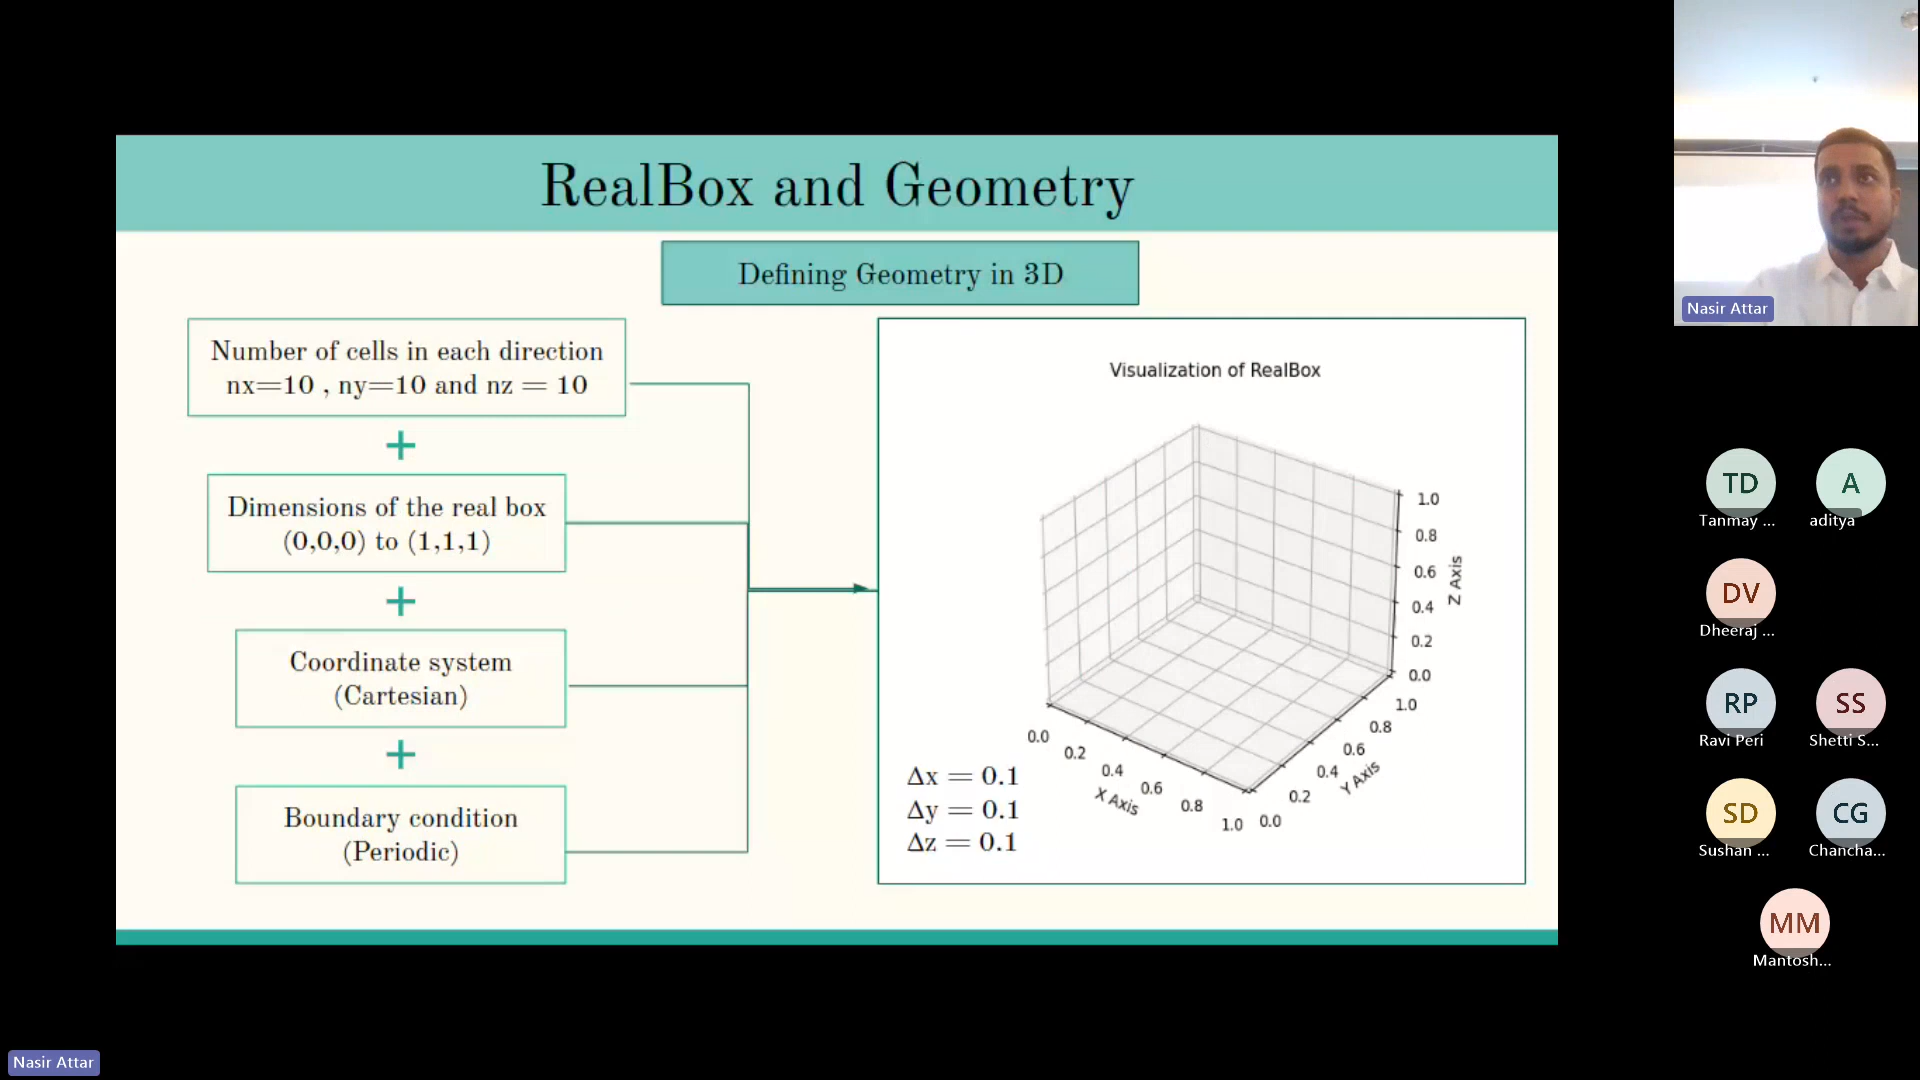 RealBox and Geometry
Defining Geometry in 3D
Number of cells in each direction
nx=10 , ny=10 and nz = 10
+
Dimensions of the real box
(0,0,0) to (1,1,1)
+
Coordinate system
(Cartesian)
+
Boundary condition
(Periodic)
Visualization of RealBox
1.0
0.8
0.6
0.4
0.2
0.0
Z Axis
1.0
0.8
0.6
0.4
0.2
0.0
Y Axis
0.0
0.2
0.4
0.6
0.8
1.0
X Axis
Δx = 0.1
Δy = 0.1
Δz = 0.1
Nasir Attar
TD
Tanmay ...
A
aditya
DV
Dheeraj ...
RP
Ravi Peri
SS
Shetti S...
SD
Sushan ...
CG
Chancha...
MM
Mantosh...
Nasir Attar